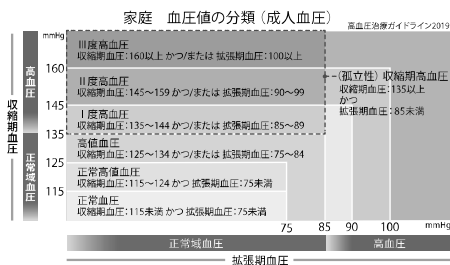 家庭 血圧値の分類（成人血圧）
高血圧治療ガイドライン2019
mmHg
Ⅲ度高血圧
収縮期血圧：160以上 かつ/または 拡張期血圧：100以上
160
Ⅱ度高血圧
収縮期血圧：145～159 かつ/または 拡張期血圧：90～99
（孤立性）収縮期高血圧
収縮期血圧：135以上
かつ
拡張期血圧：85未満
145
Ⅰ度高血圧
収縮期血圧：135～144 かつ/または 拡張期血圧：85～89
135
高値血圧
収縮期血圧：125～134 かつ/または 拡張期血圧：75～84
125
正常高値血圧
収縮期血圧：115～124 かつ 拡張期血圧：75未満
115
正常血圧
収縮期血圧：115未満 かつ 拡張期血圧：75未満
高血圧
正常域血圧
収縮期血圧
75 85 90 100 mmHg
正常域血圧
高血圧
拡張期血圧